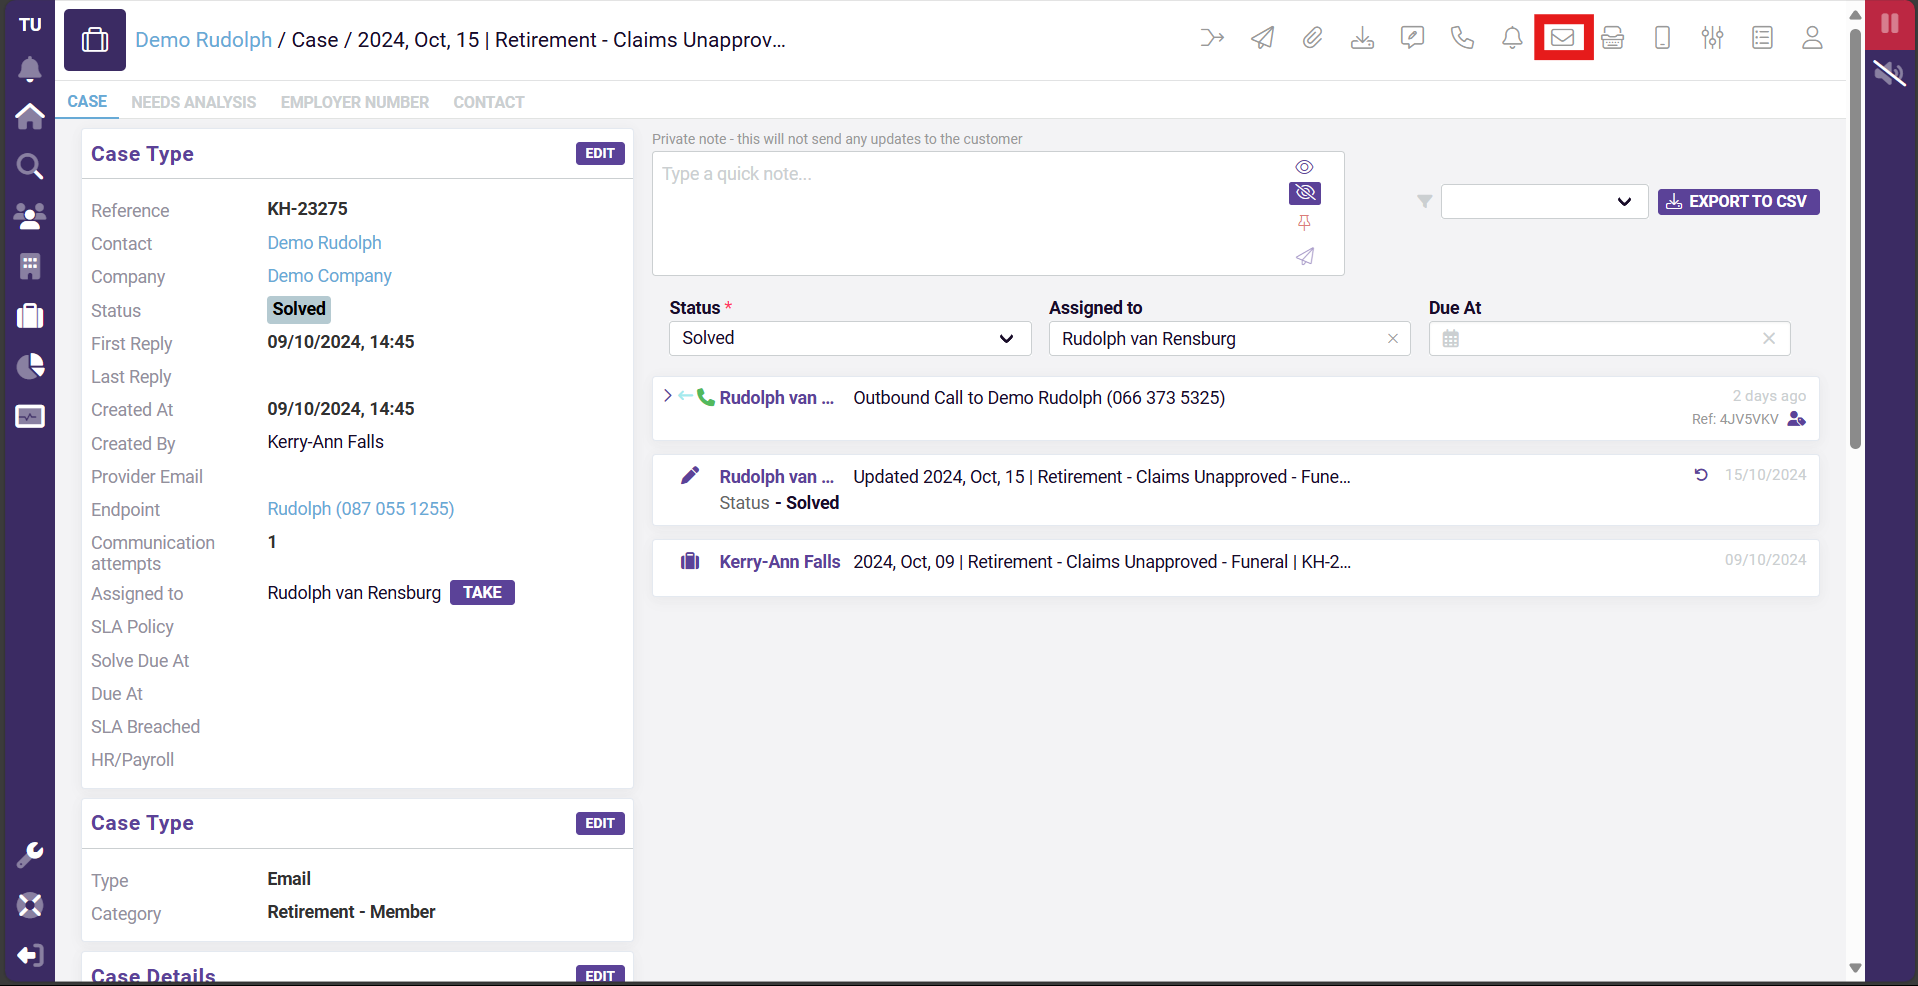 TU
Demo Rudolph / Case / 2024, Oct, 15 | Retirement - Claims Unapprov...
CASE NEEDS ANALYSIS EMPLOYER NUMBER CONTACT
Case Type EDIT
Reference KH-23275
Contact Demo Rudolph
Company Demo Company
Status Solved
First Reply 09/10/2024, 14:45
Last Reply
Created At 09/10/2024, 14:45
Created By Kerry-Ann Falls
Provider Email
Endpoint Rudolph (087 055 1255)
Communication attempts 1
Assigned to Rudolph van Rensburg TAKE
SLA Policy
Solve Due At
Due At
SLA Breached
HR/Payroll
Case Type EDIT
Type Email
Category Retirement - Member
Case Details EDIT
Private note - this will not send any updates to the customer
Type a quick note...
EXPORT TO CSV
Status * Assigned to Due At
Solved Rudolph van Rensburg
Rudolph van ... Outbound Call to Demo Rudolph (066 373 5325) 2 days ago
Ref: 4JV5VKV
Rudolph van ... Updated 2024, Oct, 15 | Retirement - Claims Unapproved - Fune... 15/10/2024
Status - Solved
Kerry-Ann Falls 2024, Oct, 09 | Retirement - Claims Unapproved - Funeral | KH-2... 09/10/2024